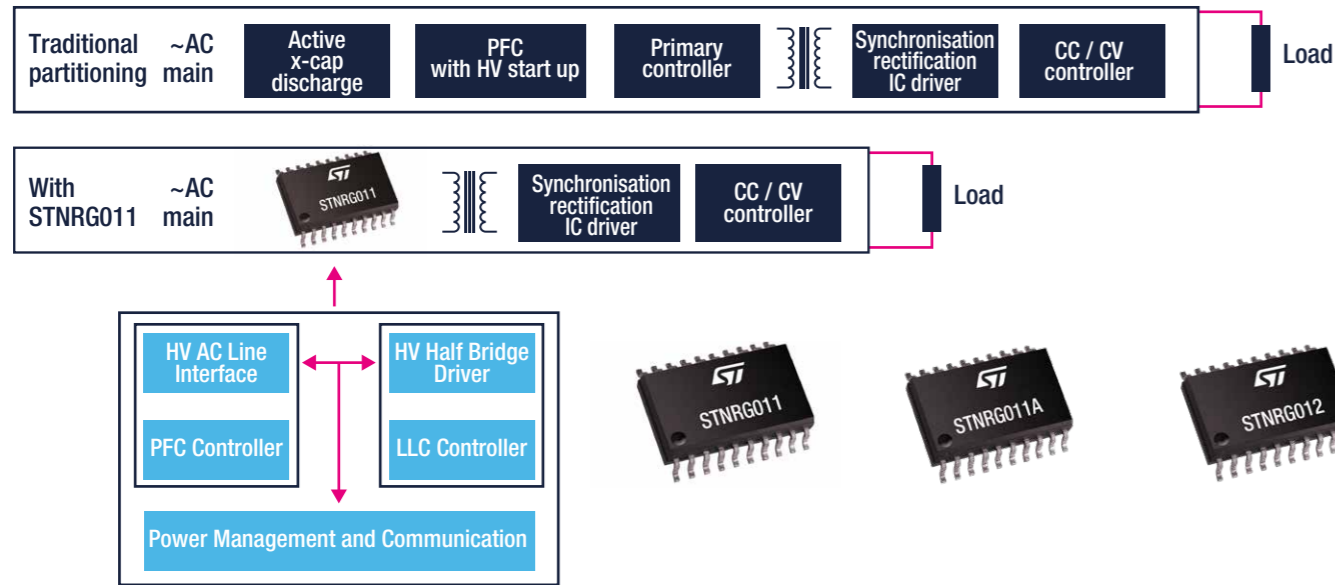 Traditional
partitioning
~AC
main
Active
x-cap
discharge
PFC
with HV start up
Primary
controller
Synchronisation
rectification
IC driver
CC / CV
controller
Load
With
STNRG011
~AC
main
ST
STNRG011
Synchronisation
rectification
IC driver
CC / CV
controller
Load
HV AC Line
Interface
HV Half Bridge
Driver
PFC Controller
LLC Controller
Power Management and Communication
ST
STNRG011
ST
STNRG011A
ST
STNRG012